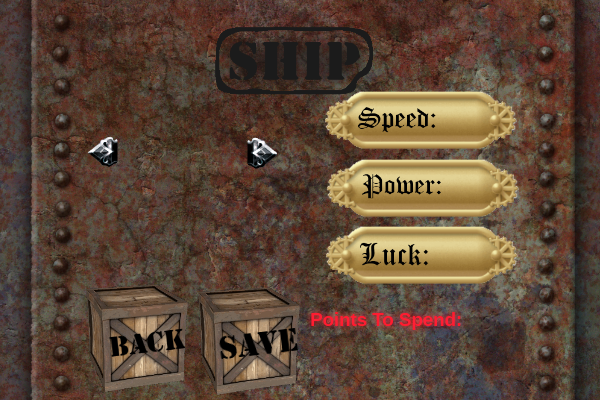 SHIP
Speed:
Power:
Luck:
Points To Spend:
BACK
SAVE